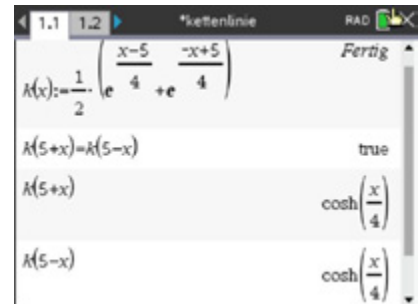 1.1 1.2 *kettenlinie RAD
k(x):=1/2·(e^((x-5)/4)+e^((-x+5)/4)) Fertig
k(5+x)=k(5-x) true
k(5+x) cosh(x/4)
k(5-x) cosh(x/4)